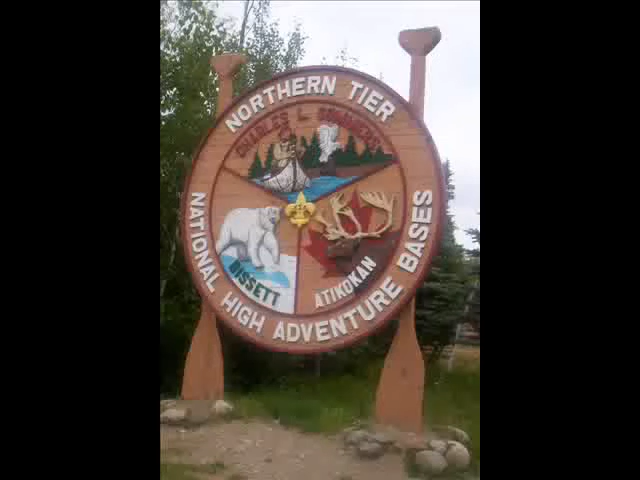 NORTHERN TIER
CHARLES L. SOMMERS
BISSETT
ATIKOKAN
NATIONAL HIGH ADVENTURE BASES